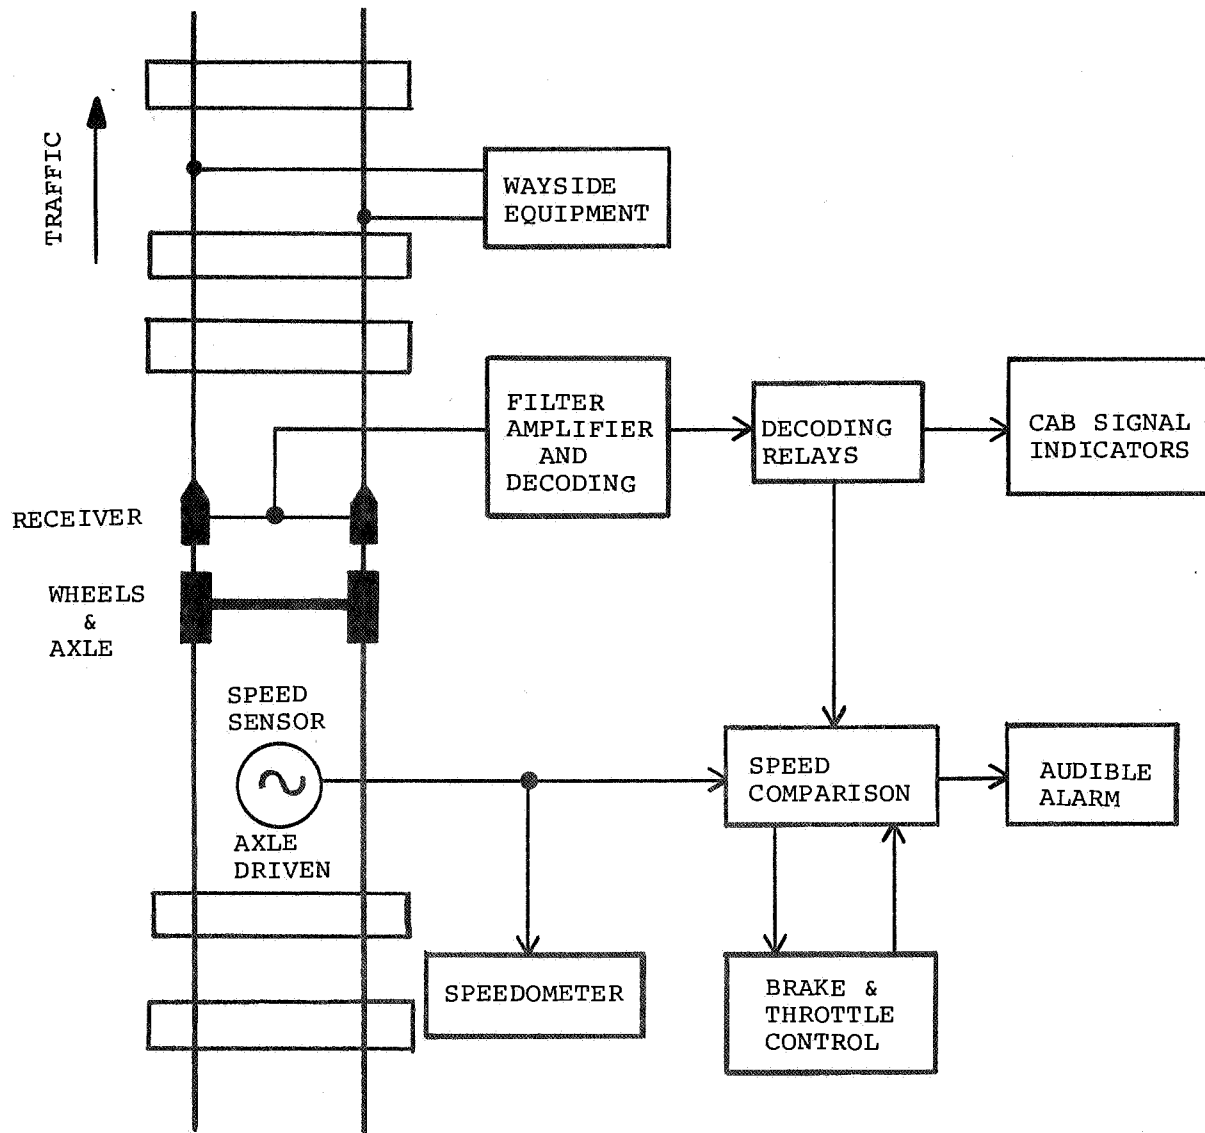 TRAFFIC
WAYSIDE
EQUIPMENT
FILTER
AMPLIFIER
AND
DECODING
DECODING
RELAYS
CAB SIGNAL
INDICATORS
RECEIVER
WHEELS
&
AXLE
SPEED
SENSOR
AXLE
DRIVEN
SPEED
COMPARISON
AUDIBLE
ALARM
SPEEDOMETER
BRAKE &
THROTTLE
CONTROL